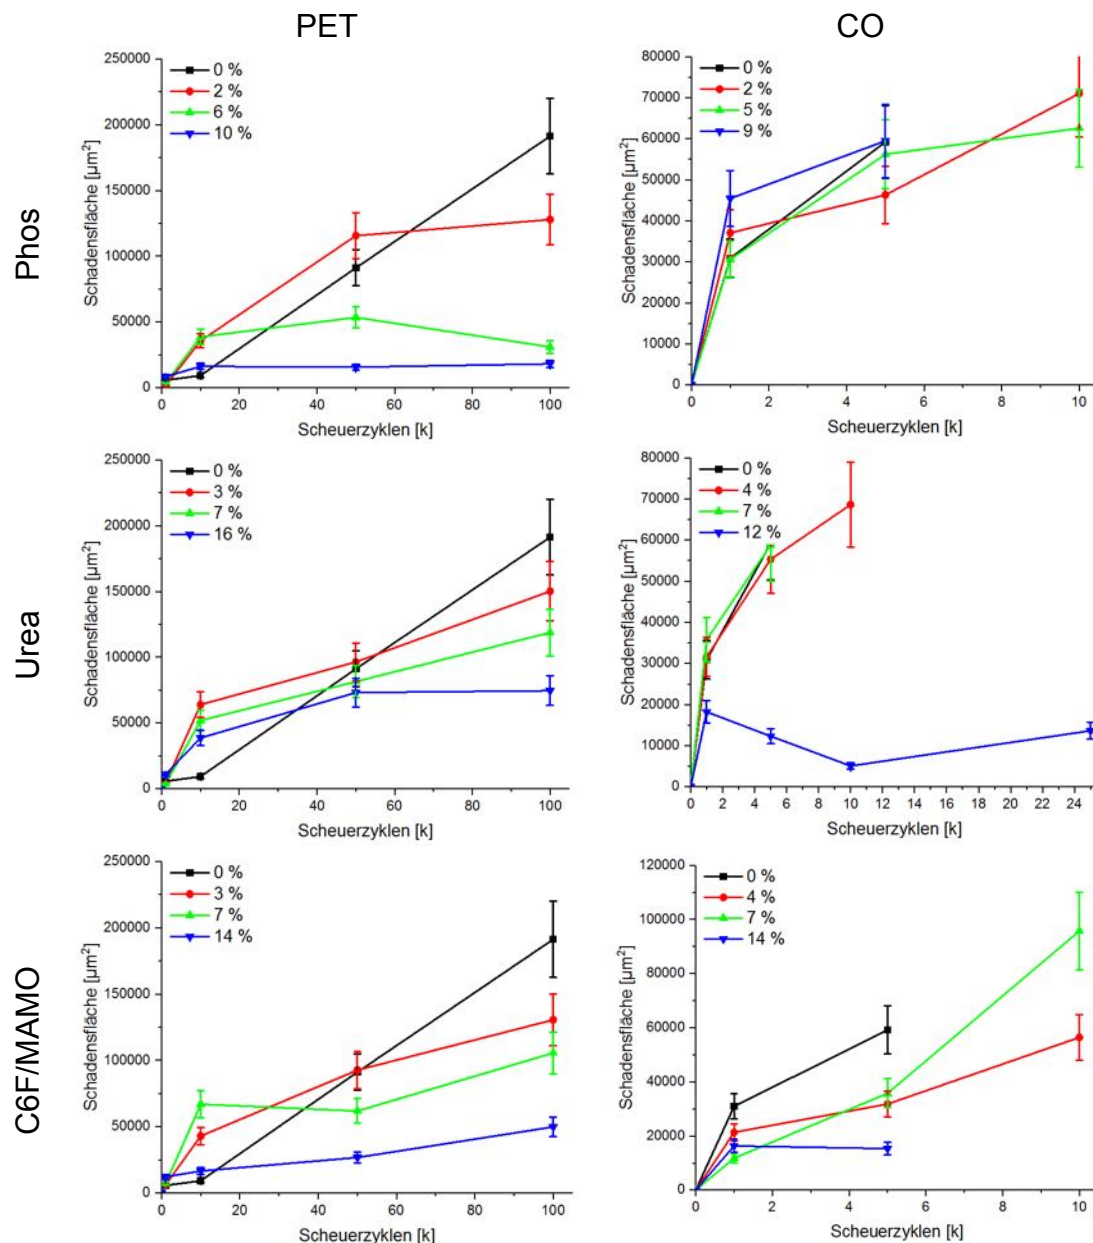 PET
CO
Phos
250000
200000
150000
100000
50000
0
Schadensfläche [µm²]
0 %
2 %
6 %
10 %
0 20 40 60 80 100
Scheuerzyklen [k]
80000
70000
60000
50000
40000
30000
20000
10000
0
Schadensfläche [µm²]
0 %
2 %
5 %
9 %
0 2 4 6 8 10
Scheuerzyklen [k]
Urea
250000
200000
150000
100000
50000
0
Schadensfläche [µm²]
0 %
3 %
7 %
16 %
0 20 40 60 80 100
Scheuerzyklen [k]
80000
70000
60000
50000
40000
30000
20000
10000
0
Schadensfläche [µm²]
0 %
4 %
7 %
12 %
0 2 4 6 8 10 12 14 16 18 20 22 24
Scheuerzyklen [k]
C6F/MAMO
250000
200000
150000
100000
50000
0
Schadensfläche [µm²]
0 %
3 %
7 %
14 %
0 20 40 60 80 100
Scheuerzyklen [k]
120000
100000
80000
60000
40000
20000
0
Schadensfläche [µm²]
0 %
4 %
7 %
14 %
0 2 4 6 8 10
Scheuerzyklen [k]